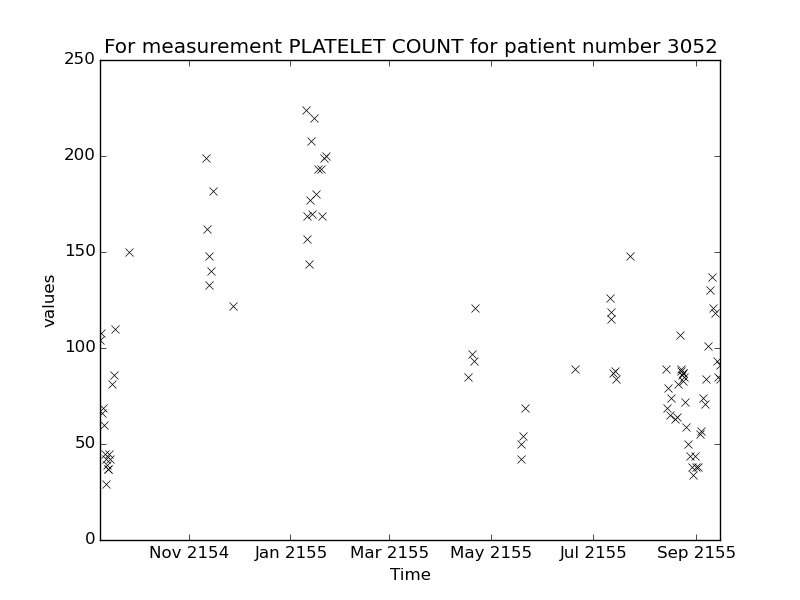 For measurement PLATELET COUNT for patient number 3052
250
200
150
100
50
0
values
Nov 2154 Jan 2155 Mar 2155 May 2155 Jul 2155 Sep 2155
Time